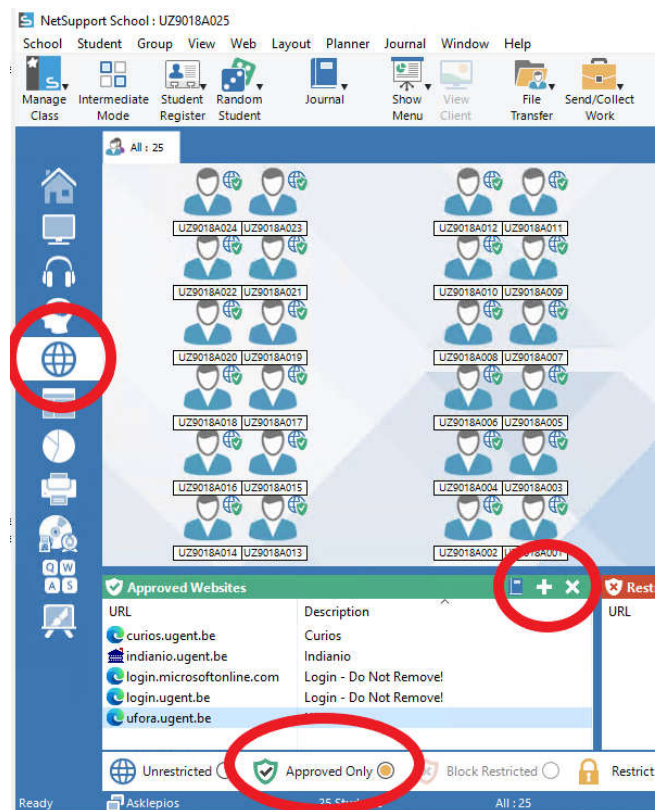 NetSupport School : UZ9018A025
School Student Group View Web Layout Planner Journal Window Help
Manage Class
Intermediate Mode
Student Register
Random Student
Journal
Show Menu
View Client
File Transfer
Send/Collect Work
All : 25
UZ9018A024 UZ9018A023 UZ9018A012 UZ9018A011
UZ9018A022 UZ9018A021 UZ9018A010 UZ9018A009
UZ9018A020 UZ9018A019 UZ9018A008 UZ9018A007
UZ9018A018 UZ9018A017 UZ9018A006 UZ9018A005
UZ9018A016 UZ9018A015 UZ9018A004 UZ9018A003
UZ9018A014 UZ9018A013 UZ9018A002 UZ9018A001
Q W
A S
Approved Websites
URL Description URL
curios.ugent.be Curios
indianio.ugent.be Indianio
login.microsoftonline.com Login - Do Not Remove!
login.ugent.be Login - Do Not Remove!
ufora.ugent.be
Unrestricted Approved Only Block Restricted Restrict
Ready Asklepios All : 25